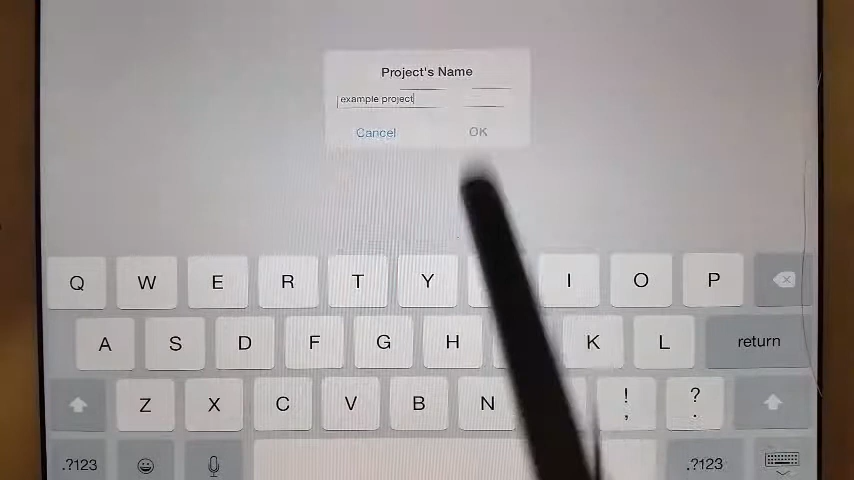 Project's Name
example project
Cancel OK
Q W E R T Y I O P
A S D F G H K L return
Z X C V B N ! , ? .
.?123 .?123